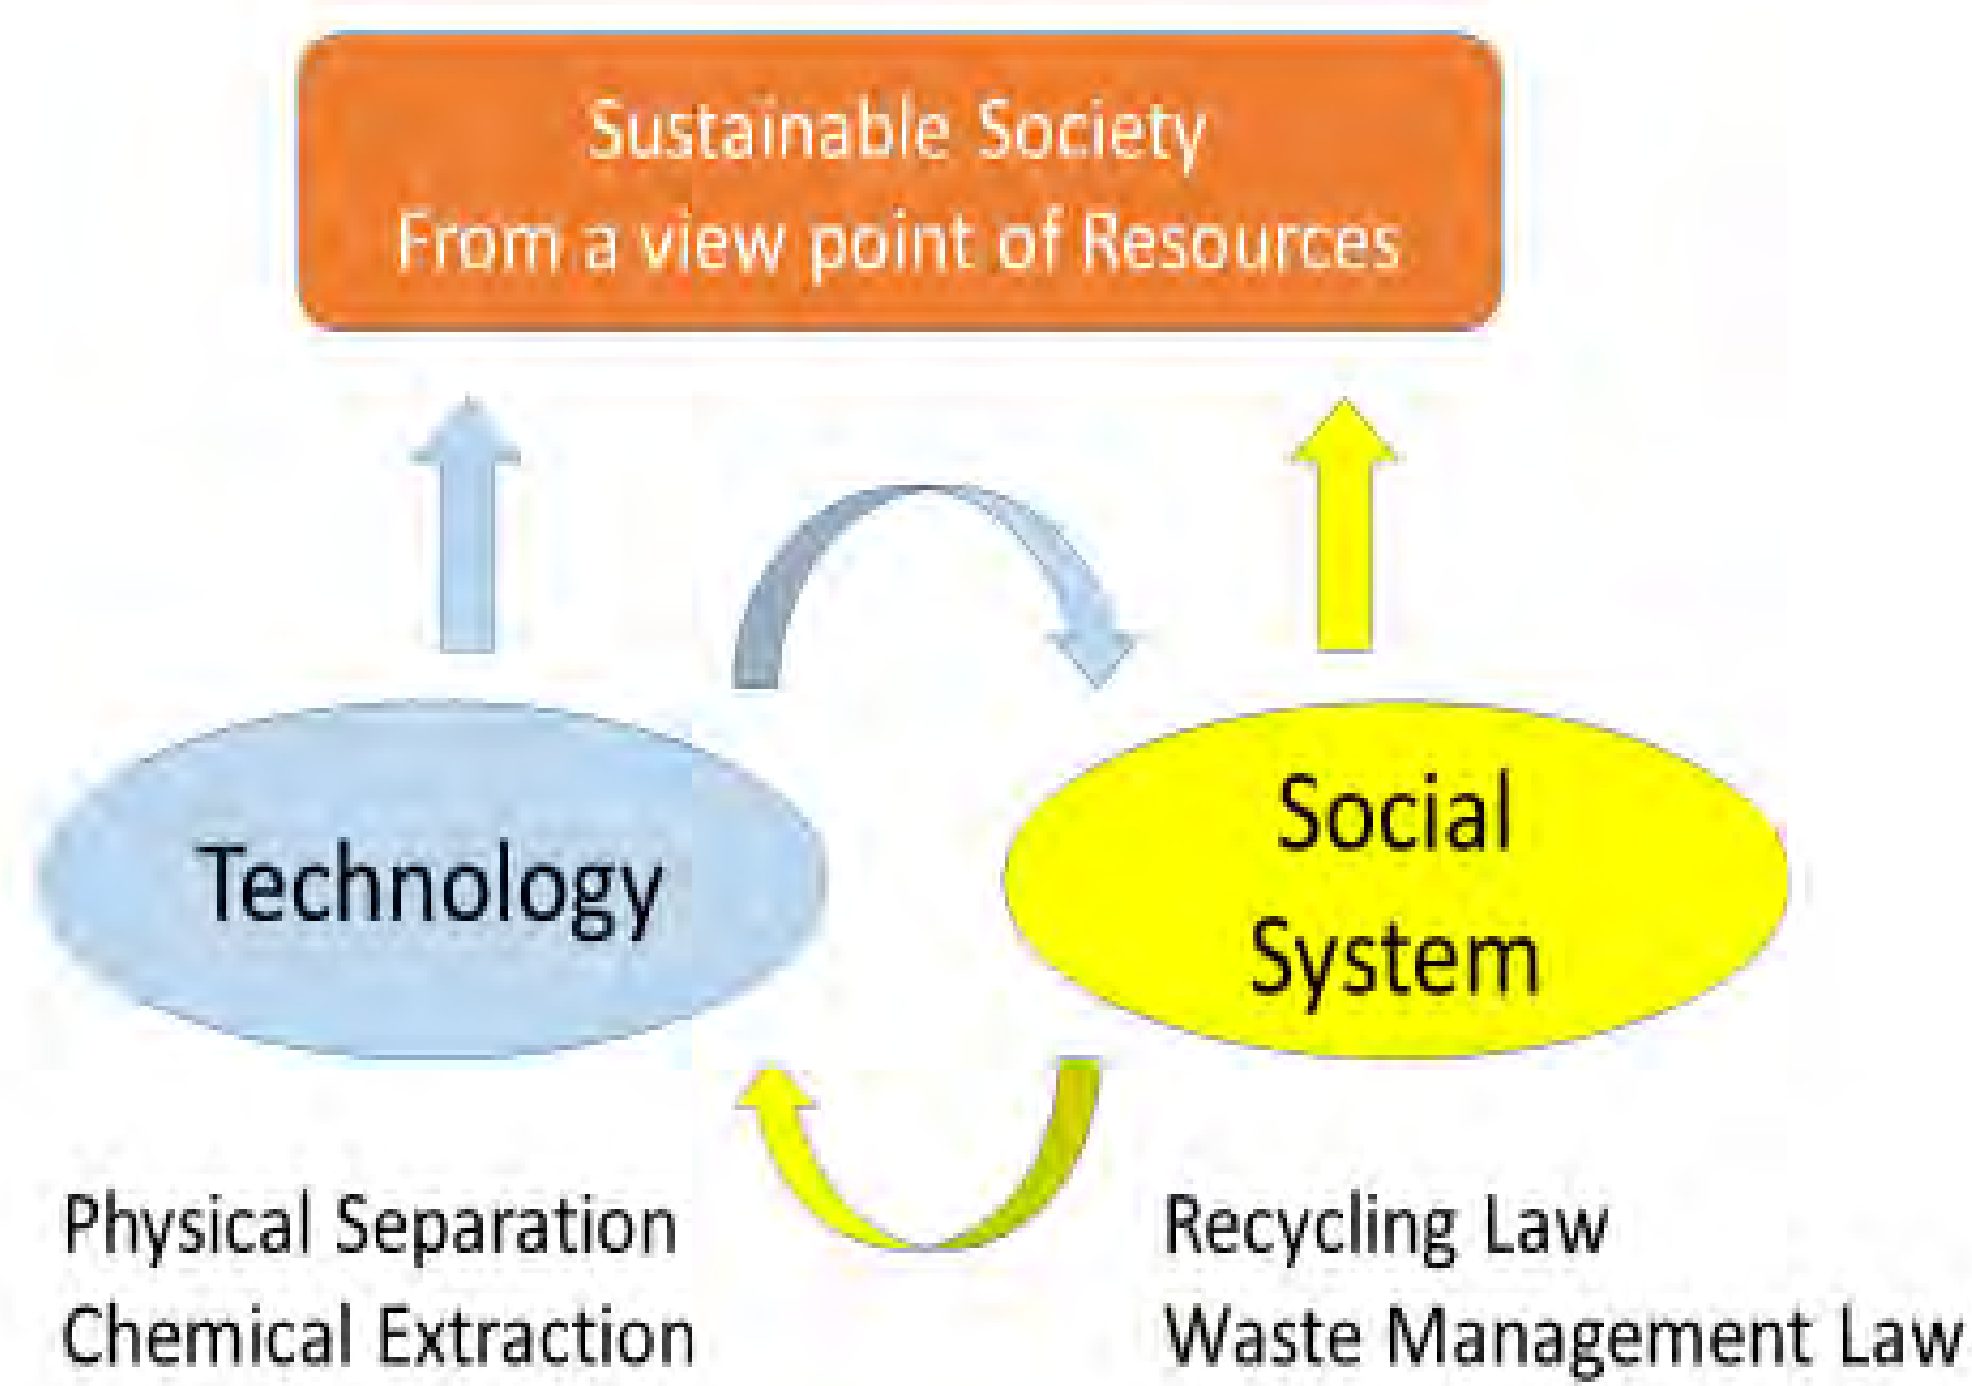 Sustainable Society
From a view point of Resources
Technology
Social
System
Physical Separation
Chemical Extraction
Recycling Law
Waste Management Law